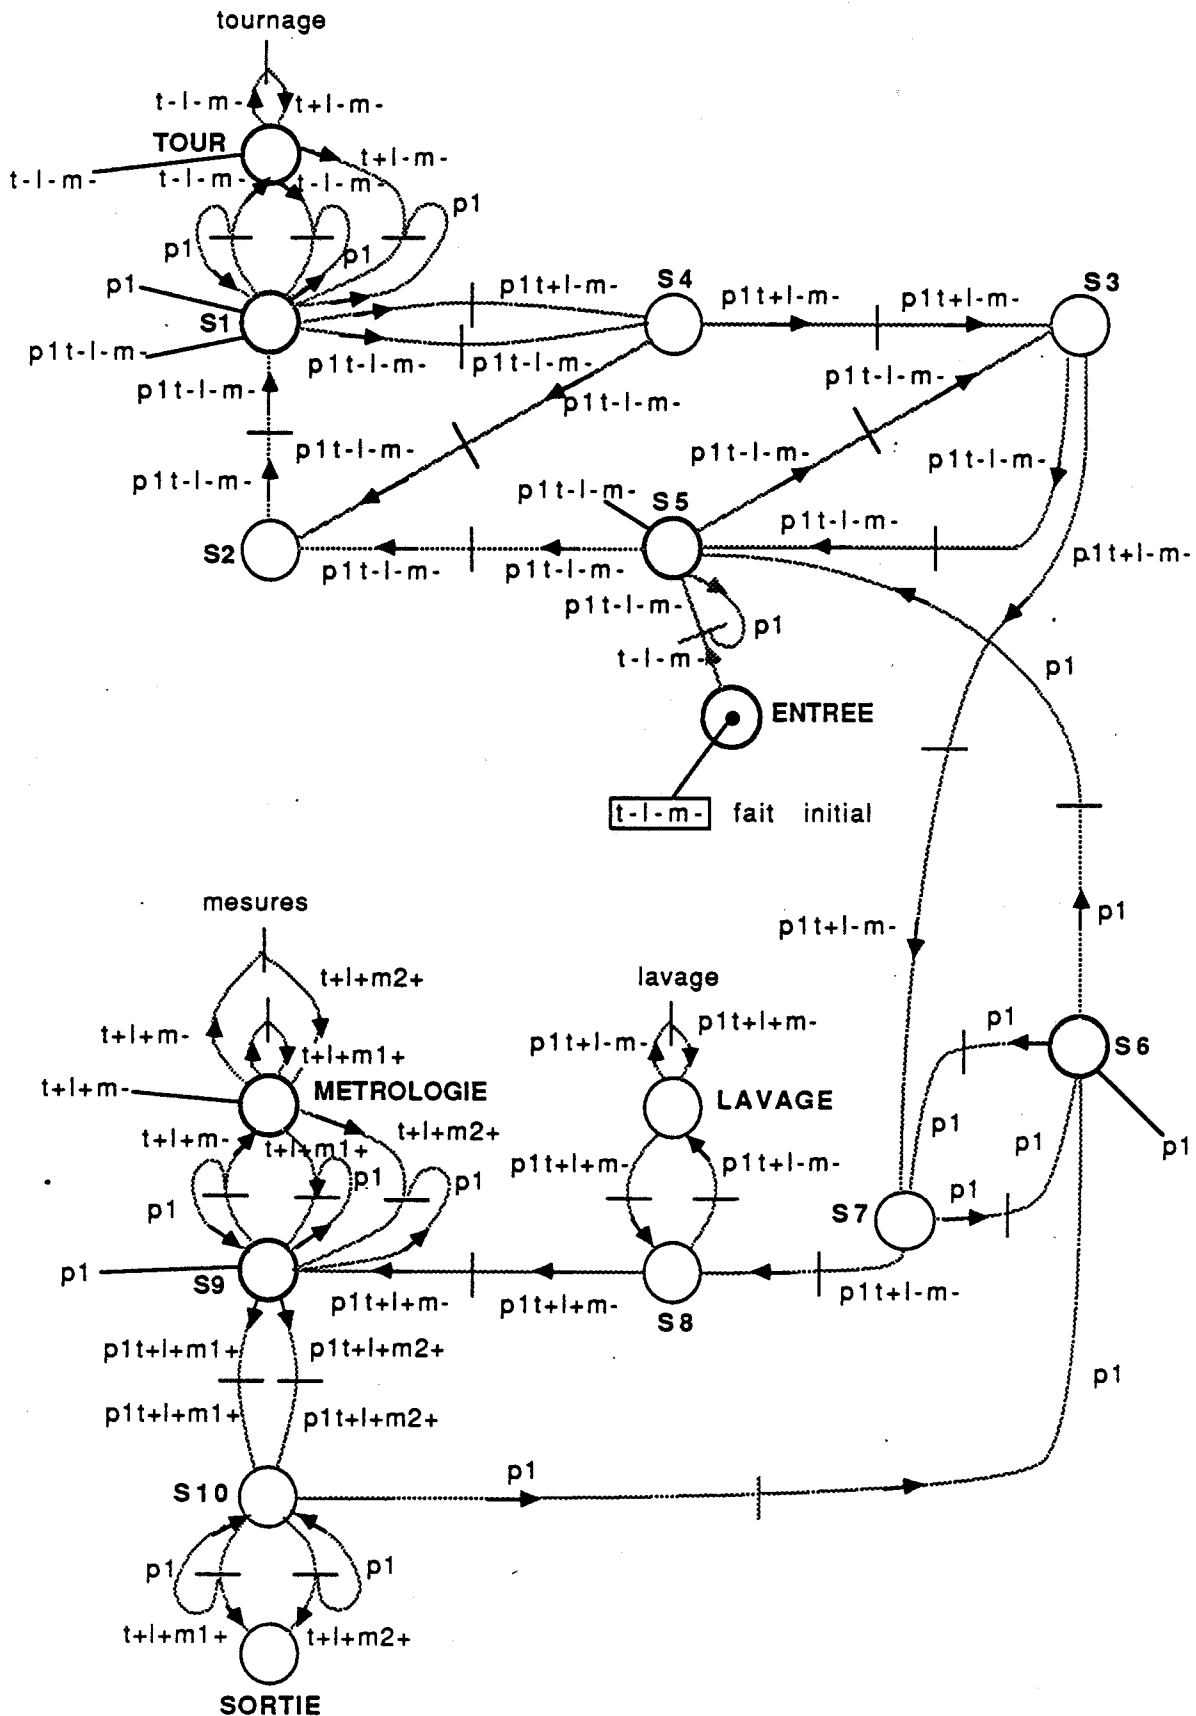 tournage
t-l-m-
t+l-m-
TOUR
t+l-m-
t-l-m-
t-l-m-
t-l-m-
p1
p1
p1
p1
S4
S3
p1t+l-m-
p1t+l-m-
p1t+l-m-
S1
p1t-l-m-
p1t-l-m-
p1t-l-m-
p1t-l-m-
p1t-l-m-
p1t-l-m-
p1t-l-m-
p1t-l-m-
p1t-l-m-
p1t-l-m-
p1t-l-m-
S5
p1t-l-m-
S2
p1t-l-m-
p1t-l-m-
p1t+l-m-
p1t-l-m-
p1
t-l-m-
p1
ENTREE
t-l-m- fait initial
mesures
p1
p1t+l-m-
t+l+m2+
lavage
t+l+m-
p1t+l+m-
p1
p1t+l-m-
S6
t+l+m1+
t+l+m-
METROLOGIE
LAVAGE
t+l+m-
t+l+m2+
p1
p1
p1
t+l+m1+
p1t+l+m-
p1t+l-m-
p1
p1
p1
p1
S7
p1
S9
S8
p1t+l+m-
p1t+l+m-
p1t+l-m-
p1t+l+m1+
p1t+l+m2+
p1
p1t+l+m1+
p1t+l+m2+
p1
S10
p1
p1
t+l+m1+
t+l+m2+
SORTIE